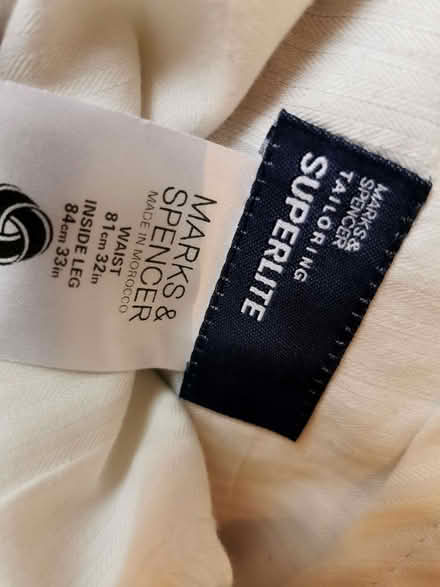 MARKS &
SPENCER
MADE IN MOROCCO
WAIST
81cm 32in
INSIDE LEG
84cm 33in
MARKS &
SPENCER
TAILORING
SUPERLITE